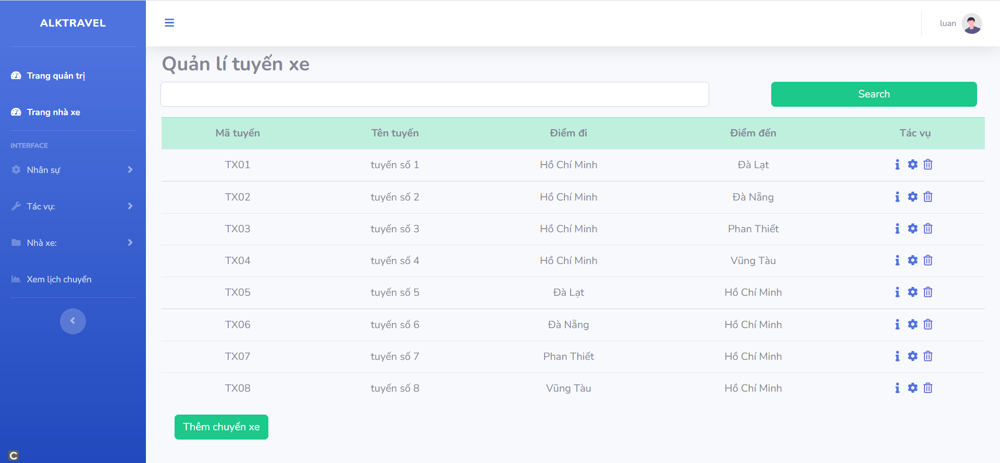 ALKTRAVEL
luan
Trang quản trị
Trang nhà xe
INTERFACE
Nhân sự
Tác vụ:
Nhà xe:
Xem lịch chuyến
Quản lí tuyến xe
Search
Mã tuyến Tên tuyến Điểm đi Điểm đến Tác vụ
TX01 tuyến số 1 Hồ Chí Minh Đà Lạt
TX02 tuyến số 2 Hồ Chí Minh Đà Nẵng
TX03 tuyến số 3 Hồ Chí Minh Phan Thiết
TX04 tuyến số 4 Hồ Chí Minh Vũng Tàu
TX05 tuyến số 5 Đà Lạt Hồ Chí Minh
TX06 tuyến số 6 Đà Nẵng Hồ Chí Minh
TX07 tuyến số 7 Phan Thiết Hồ Chí Minh
TX08 tuyến số 8 Vũng Tàu Hồ Chí Minh
Thêm chuyến xe